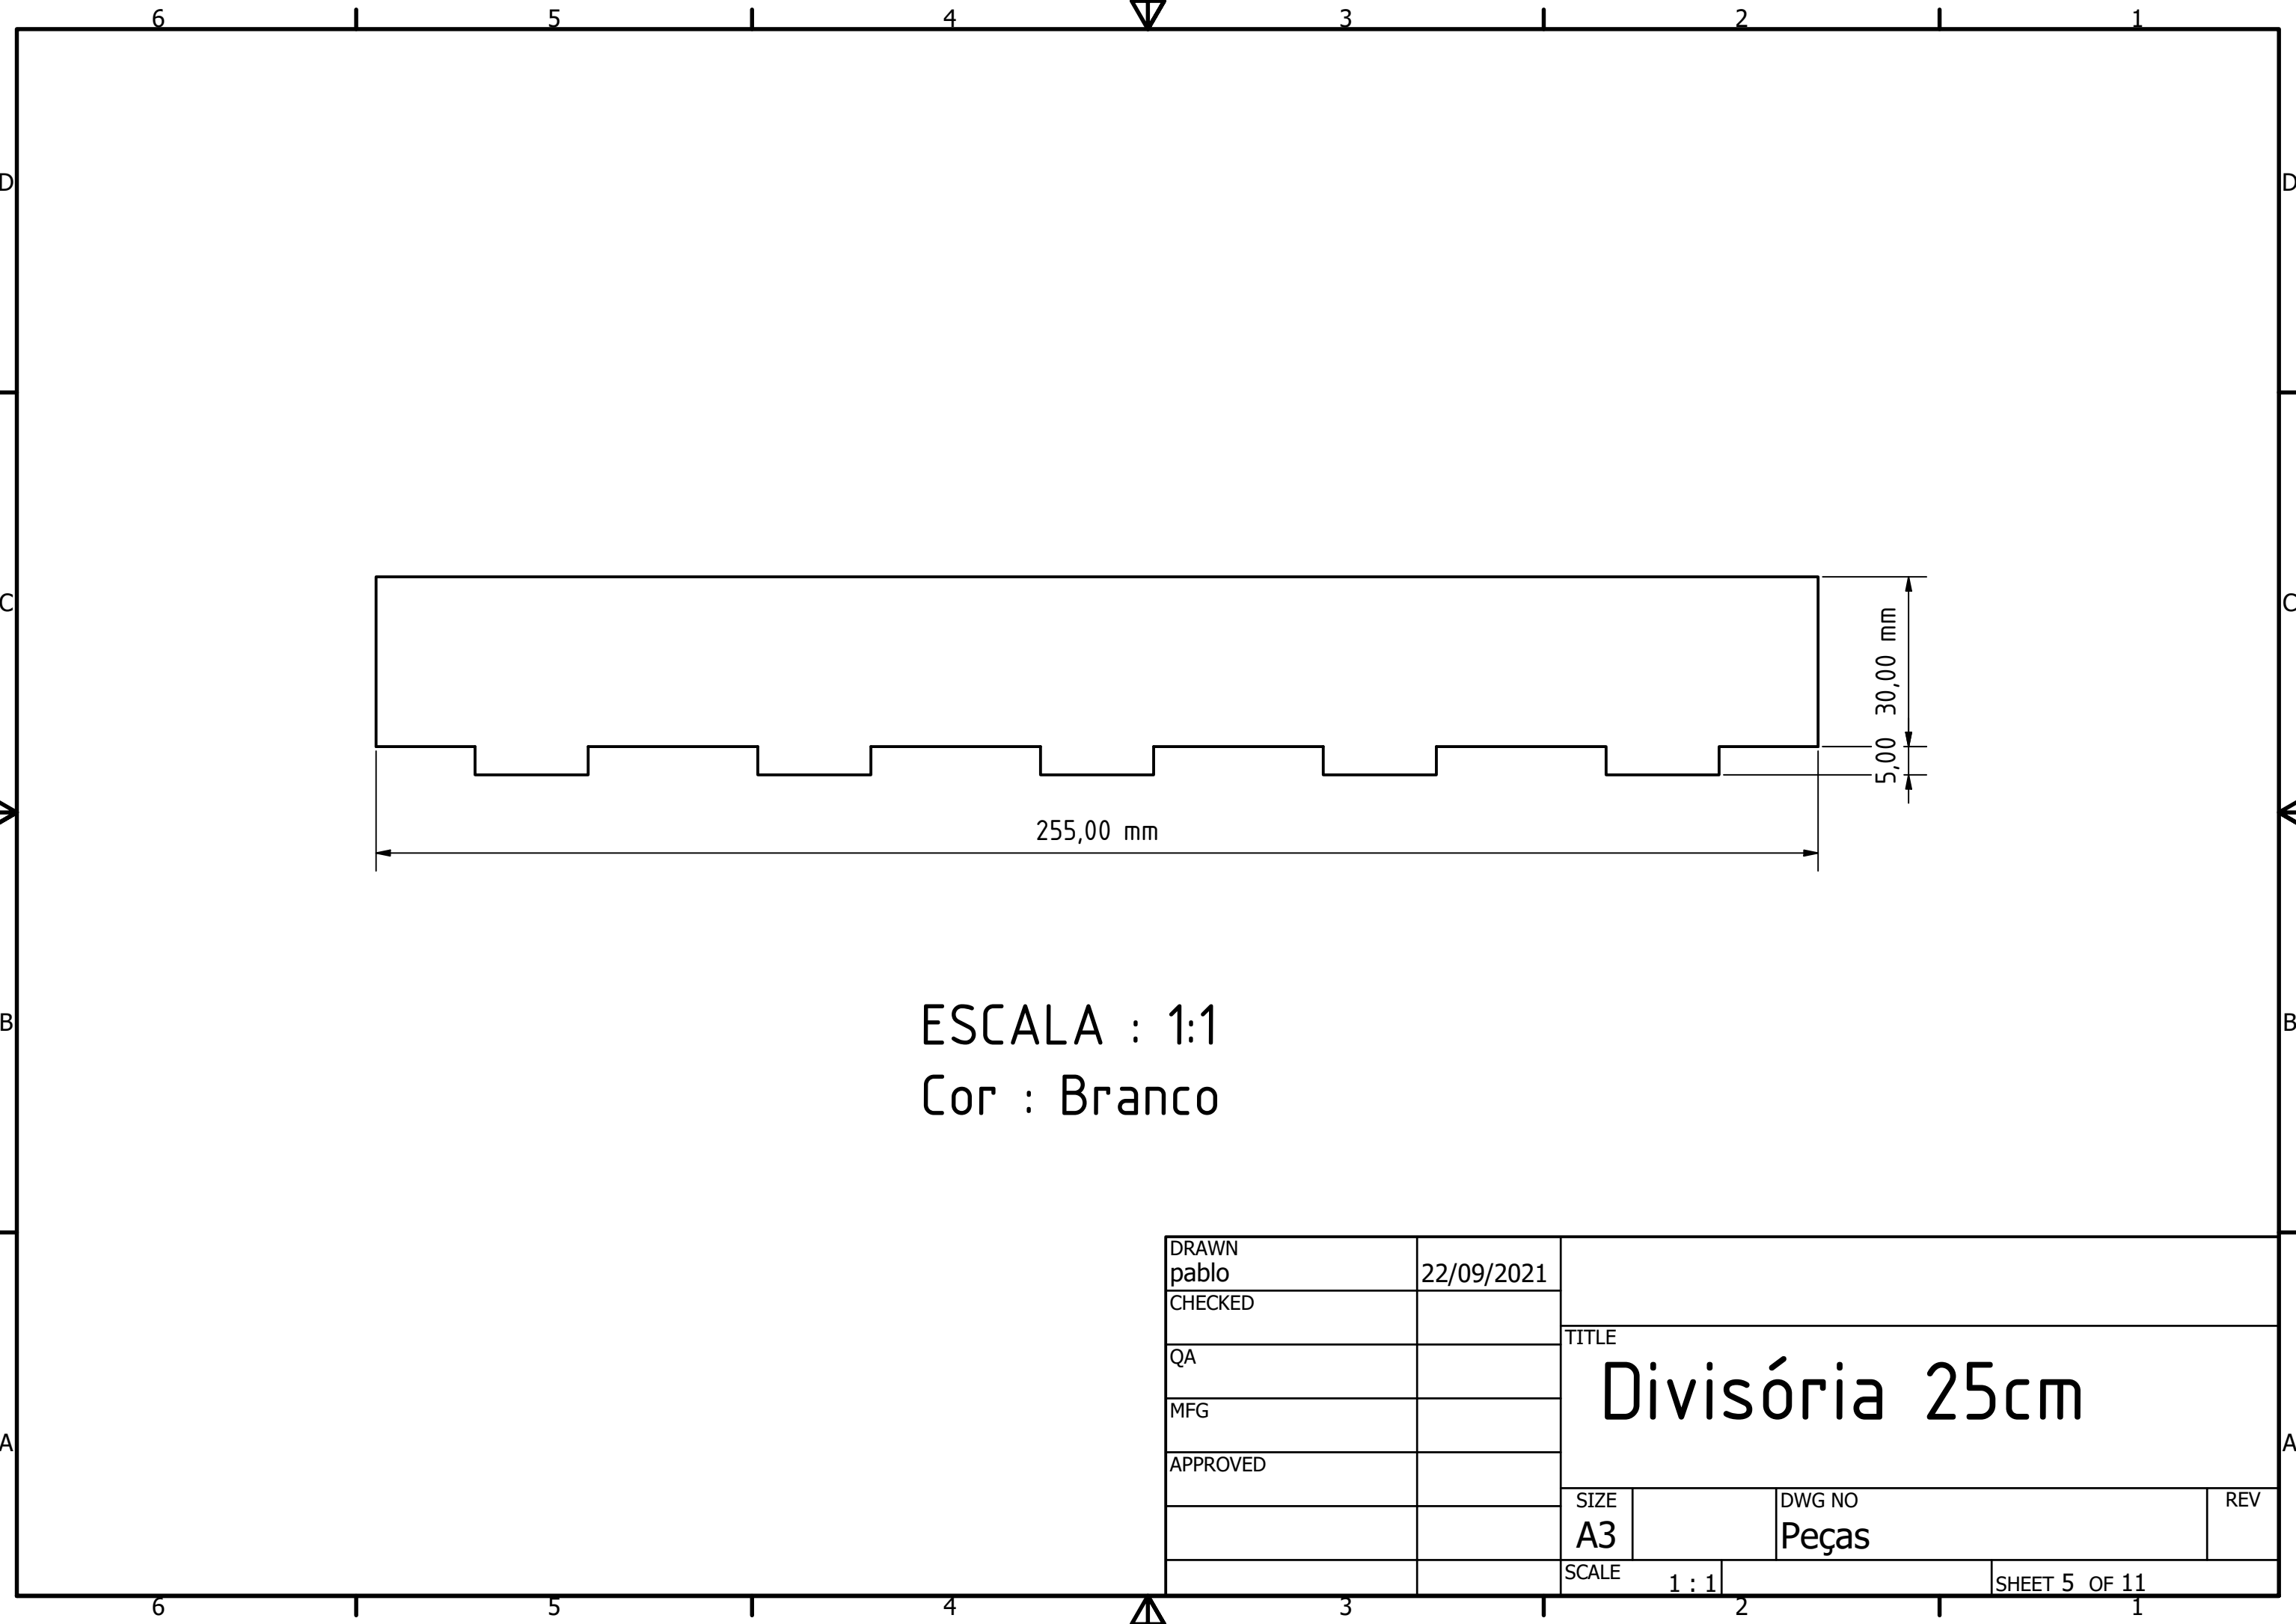 6 5 4 3 2 1
D D
C C
B B
A A
30,00 mm
5,00
255,00 mm
ESCALA : 1:1
Cor : Branco
DRAWN
pablo 22/09/2021
CHECKED
QA
MFG
APPROVED
TITLE
Divisória 25cm
SIZE
A3
DWG NO
Peças
REV
SCALE 1 : 1
SHEET 5 OF 11
6 5 4 3 2 1